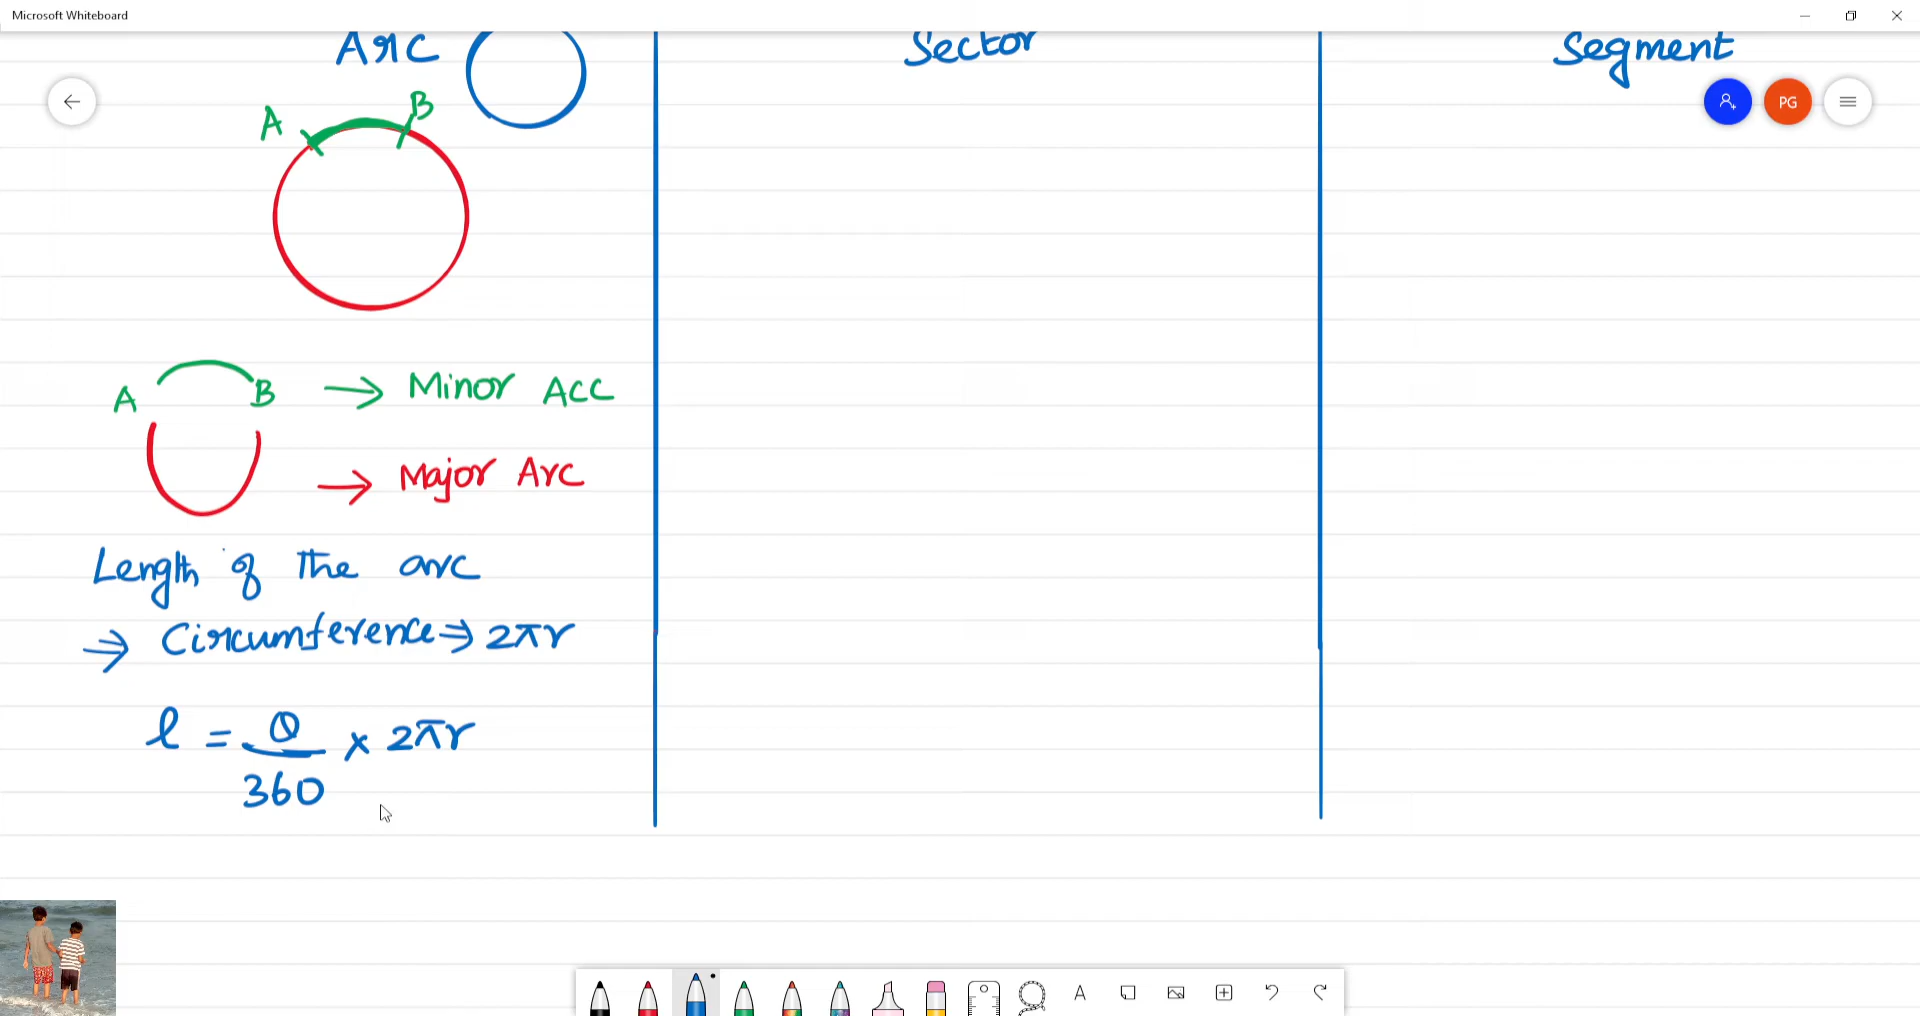 Microsoft Whiteboard
Arc
Sector
Segment
PG
A B
A B → Minor Acc
→ Major Arc
Length of the arc
⇒ Circumference ⇒ 2πr
l = θ/360 × 2πr
A